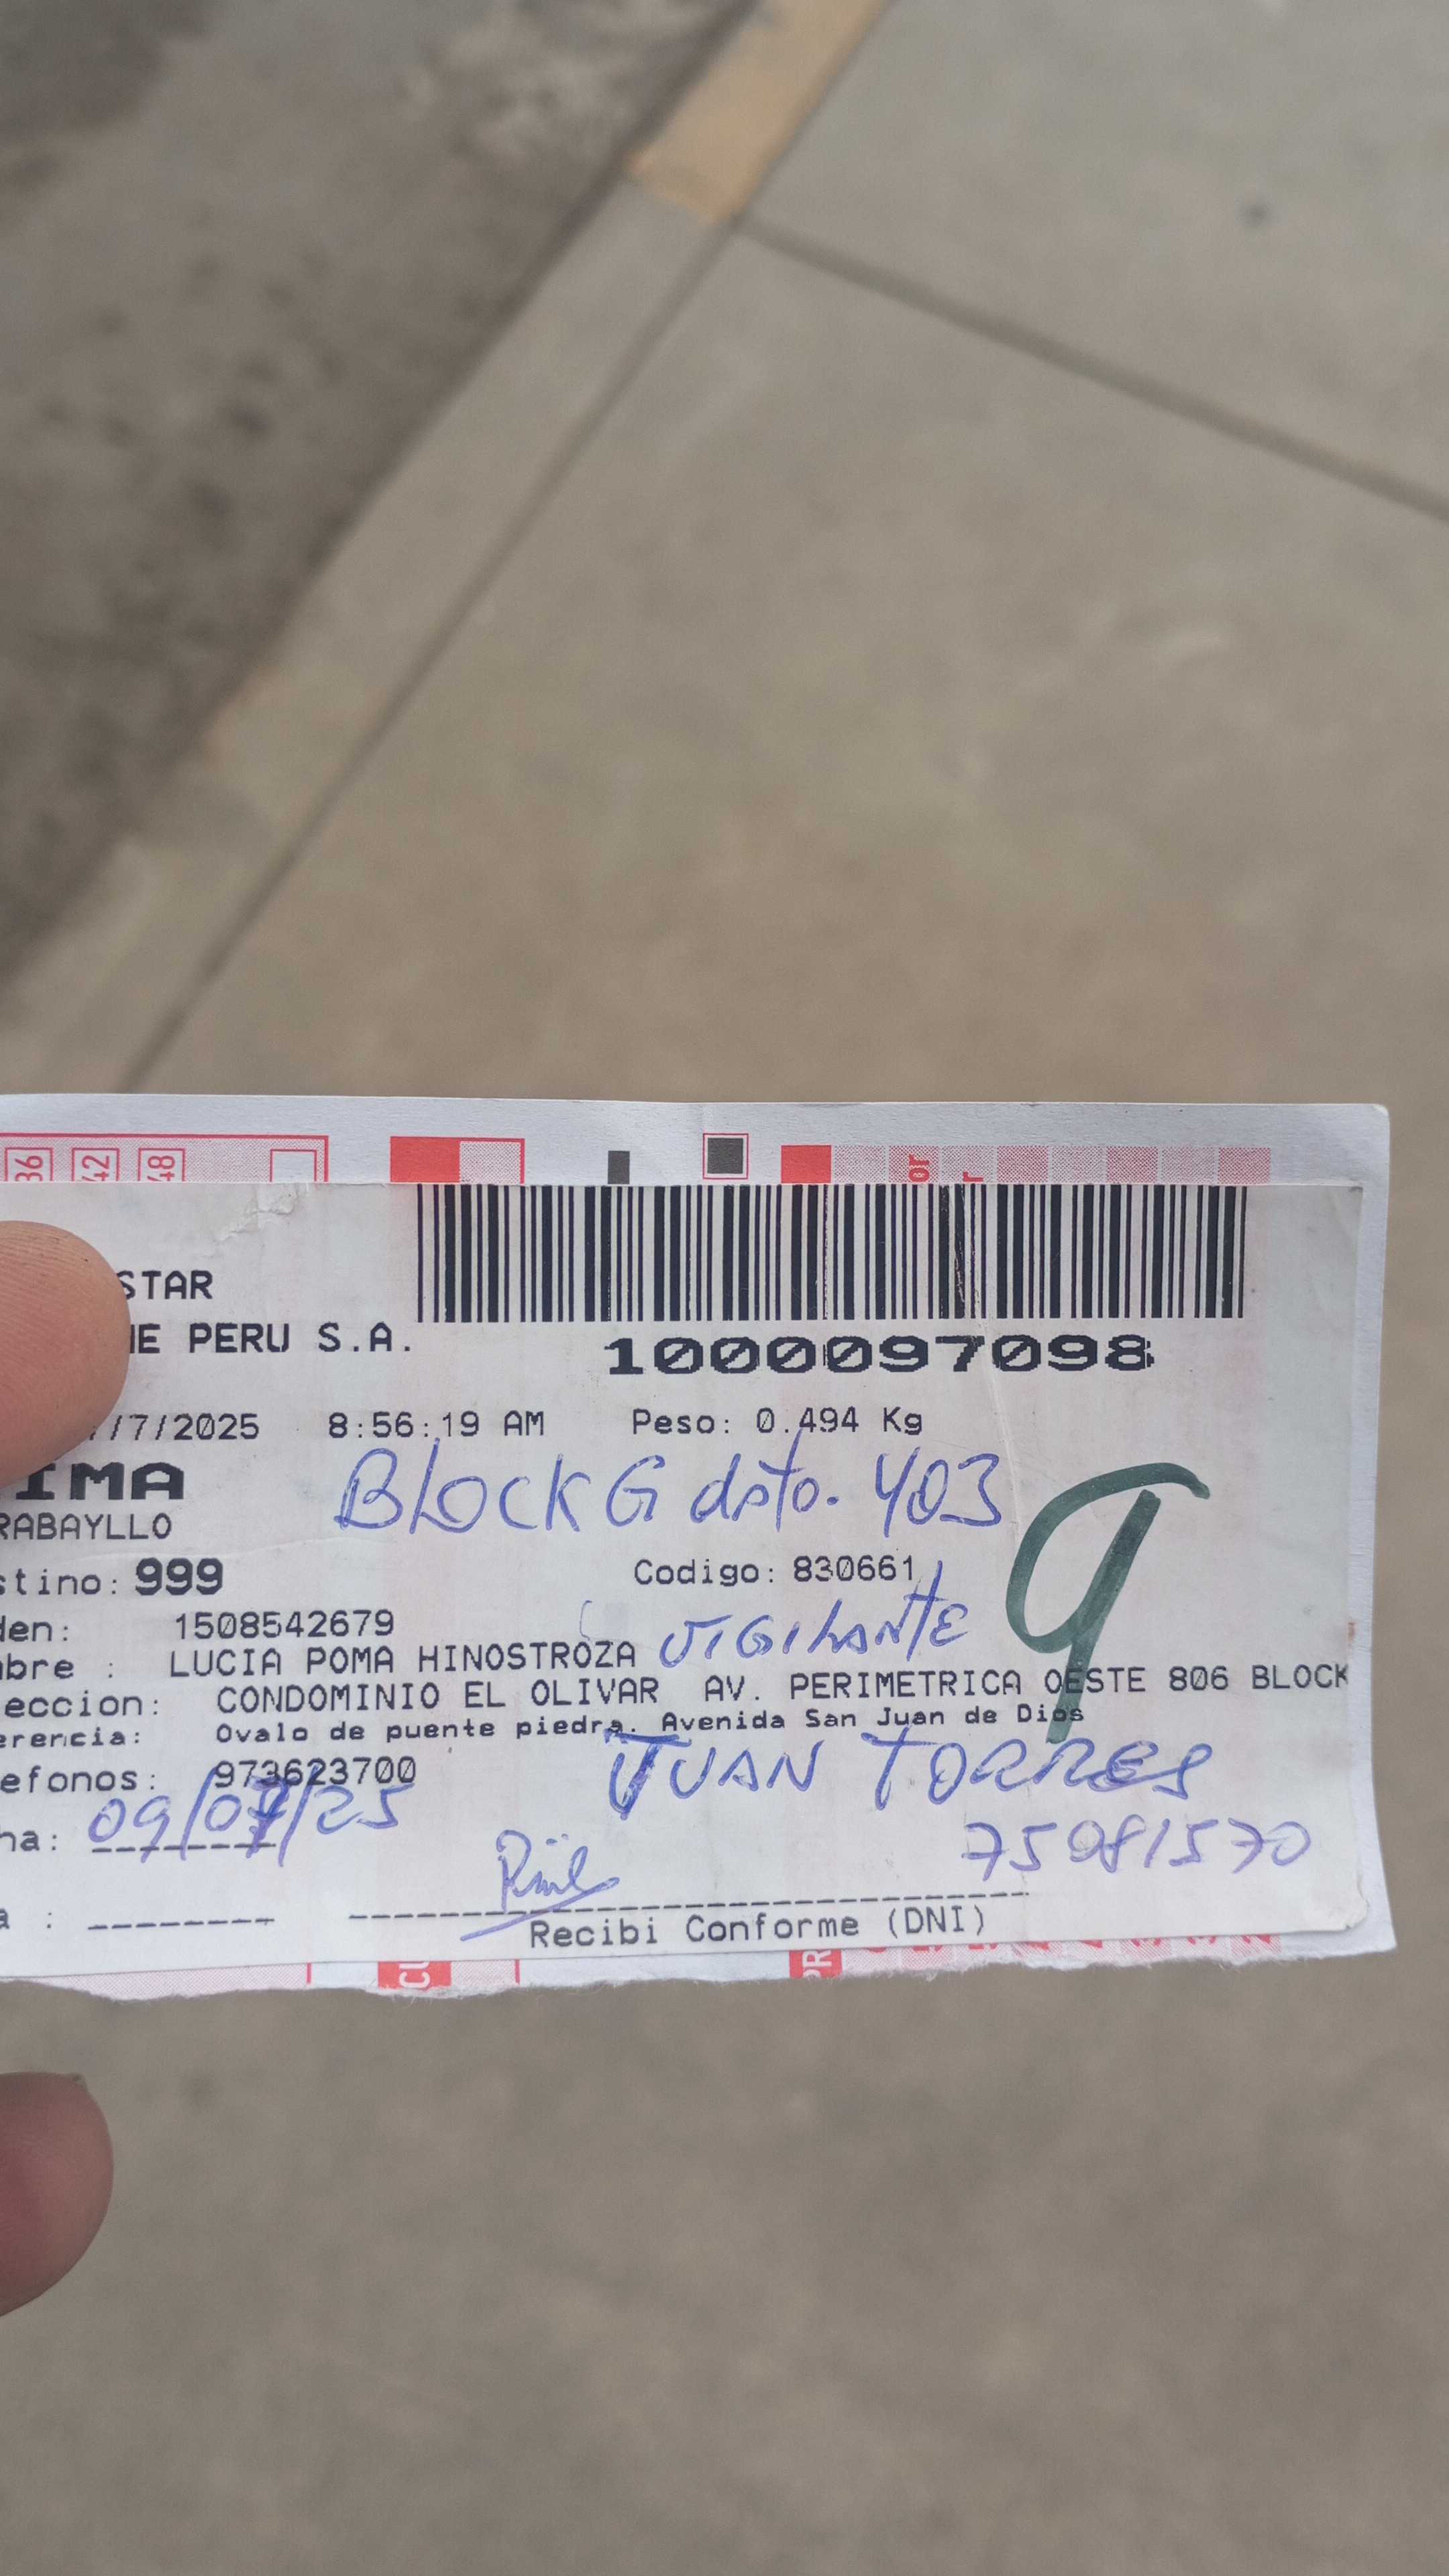 36 42 48
STAR
PERU S.A.
1000097098
/7/2025 8:56:19 AM Peso: 0.494 Kg
IMA
BLOCK G dpto. 403
RABAYLLO
stino: 999 Codigo: 830661
den: 1508542679
VIGILANTE
bre : LUCIA POMA HINOSTROZA
eccion: CONDOMINIO EL OLIVAR AV. PERIMETRICA OESTE 806 BLOCK
erencia: Ovalo de puente piedra. Avenida San Juan de Dios
efonos: 973623700
JUAN TORRES
ha: 09/07/25
75081570
a :
Recibi Conforme (DNI)
9